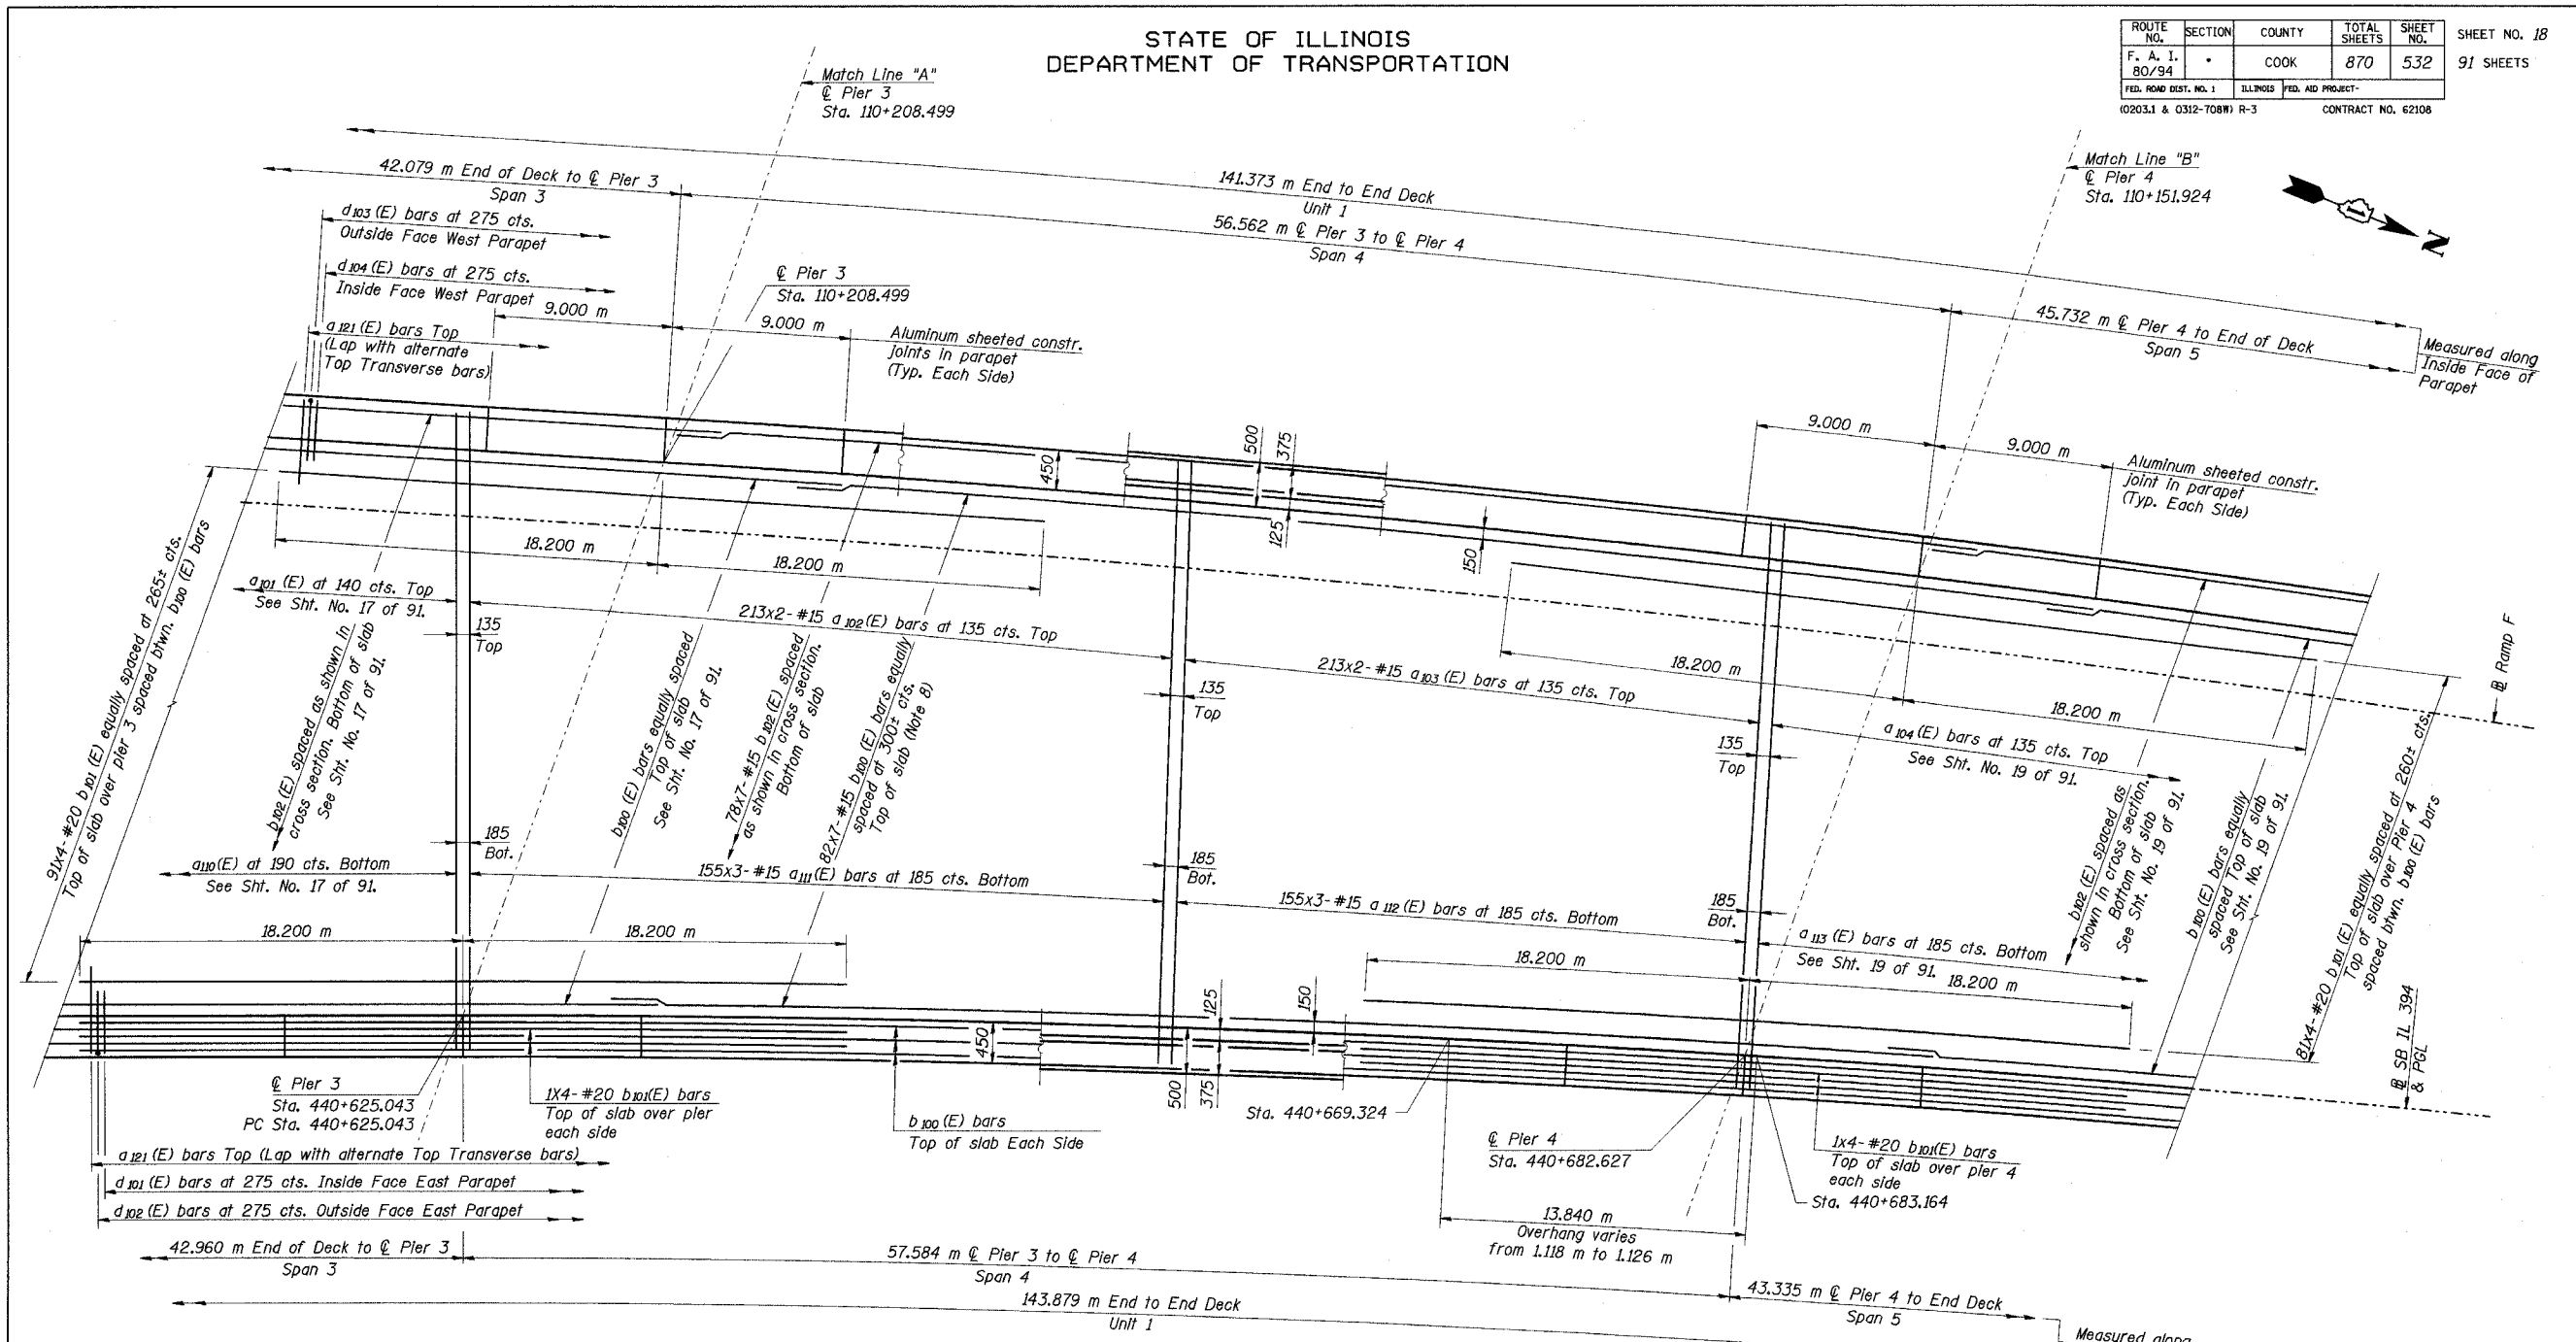 STATE OF ILLINOIS
DEPARTMENT OF TRANSPORTATION
ROUTE NO.
SECTION
COUNTY
TOTAL SHEETS
SHEET NO.
SHEET NO. 18
F. A. I. 80/94
•
COOK
870
532
91 SHEETS
FED. ROAD DIST. NO. 1
ILLINOIS
FED. AID PROJECT-
(0203.1 & 0312-708W) R-3
CONTRACT NO. 62108
Match Line "A"
℄ Pier 3
Sta. 110+208.499
Match Line "B"
℄ Pier 4
Sta. 110+151.924
N
42.079 m End of Deck to ℄ Pier 3
Span 3
141.373 m End to End Deck
Unit 1
56.562 m ℄ Pier 3 to ℄ Pier 4
Span 4
45.732 m ℄ Pier 4 to End of Deck
Span 5
Measured along
Inside Face of
Parapet
d103 (E) bars at 275 cts.
Outside Face West Parapet
d104 (E) bars at 275 cts.
Inside Face West Parapet
a121 (E) bars Top
(Lap with alternate
Top Transverse bars)
9.000 m
9.000 m
℄ Pier 3
Sta. 110+208.499
Aluminum sheeted constr.
joints in parapet
(Typ. Each Side)
450
500
375
125
150
9.000 m
9.000 m
Aluminum sheeted constr.
joint in parapet
(Typ. Each Side)
18.200 m
18.200 m
18.200 m
18.200 m
91x4-#20 b101 (E) equally spaced at 265± cts.
Top of slab over pier 3 spaced btwn. b100 (E) bars
a101 (E) at 140 cts. Top
See Sht. No. 17 of 91.
135
Top
213x2-#15 a102(E) bars at 135 cts. Top
135
Top
213x2-#15 a103 (E) bars at 135 cts. Top
135
Top
a104 (E) bars at 135 cts. Top
See Sht. No. 19 of 91.
b102 (E) spaced as shown in
cross section. Bottom of slab
See Sht. No. 17 of 91.
b100 (E) bars equally spaced
Top of slab
See Sht. No. 17 of 91.
78x7-#15 b102 (E) spaced
as shown in cross section.
Bottom of slab
82x7-#15 b100 (E) bars equally
spaced at 300± cts.
Top of slab (Note 8)
b102 (E) spaced as
shown in cross section.
Bottom of slab
See Sht. No. 19 of 91.
b100 (E) bars equally
spaced Top of slab
See Sht. No. 19 of 91.
81x4-#20 b101 (E) equally spaced at 260± cts.
Top of slab over Pier 4
spaced btwn. b100 (E) bars
Ramp F
SB IL 394
& PGL
185
Bot.
a110(E) at 190 cts. Bottom
See Sht. No. 17 of 91.
155x3-#15 a111(E) bars at 185 cts. Bottom
185
Bot.
155x3-#15 a112 (E) bars at 185 cts. Bottom
185
Bot.
a113 (E) bars at 185 cts. Bottom
See Sht. 19 of 91.
18.200 m
18.200 m
18.200 m
18.200 m
450
125
150
500
375
℄ Pier 3
Sta. 440+625.043
PC Sta. 440+625.043
1X4-#20 b101(E) bars
Top of slab over pier
each side
b100 (E) bars
Top of slab Each Side
Sta. 440+669.324
℄ Pier 4
Sta. 440+682.627
1x4-#20 b101(E) bars
Top of slab over pier 4
each side
Sta. 440+683.164
a121 (E) bars Top (Lap with alternate Top Transverse bars)
d101 (E) bars at 275 cts. Inside Face East Parapet
d102 (E) bars at 275 cts. Outside Face East Parapet
13.840 m
Overhang varies
from 1.118 m to 1.126 m
42.960 m End of Deck to ℄ Pier 3
Span 3
57.584 m ℄ Pier 3 to ℄ Pier 4
Span 4
43.335 m ℄ Pier 4 to End Deck
Span 5
143.879 m End to End Deck
Unit 1
Measured along